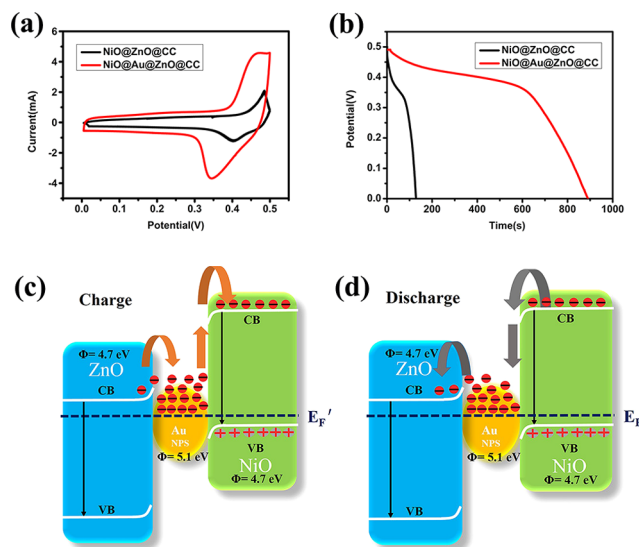 (a)
NiO@ZnO@CC
NiO@Au@ZnO@CC
Current(mA)
6
4
2
0
-2
-4
0.0 0.1 0.2 0.3 0.4 0.5
Potential(V)
(b)
NiO@ZnO@CC
NiO@Au@ZnO@CC
Potential(V)
0.5
0.4
0.3
0.2
0.1
0.0
0 200 400 600 800 1000
Time(s)
(c)
Charge
Φ= 4.7 eV
ZnO
CB
VB
Au
NPS
Φ= 5.1 eV
CB
VB
NiO
Φ= 4.7 eV
EF′
(d)
Discharge
Φ= 4.7 eV
ZnO
CB
VB
Au
NPS
Φ= 5.1 eV
CB
VB
NiO
Φ= 4.7 eV